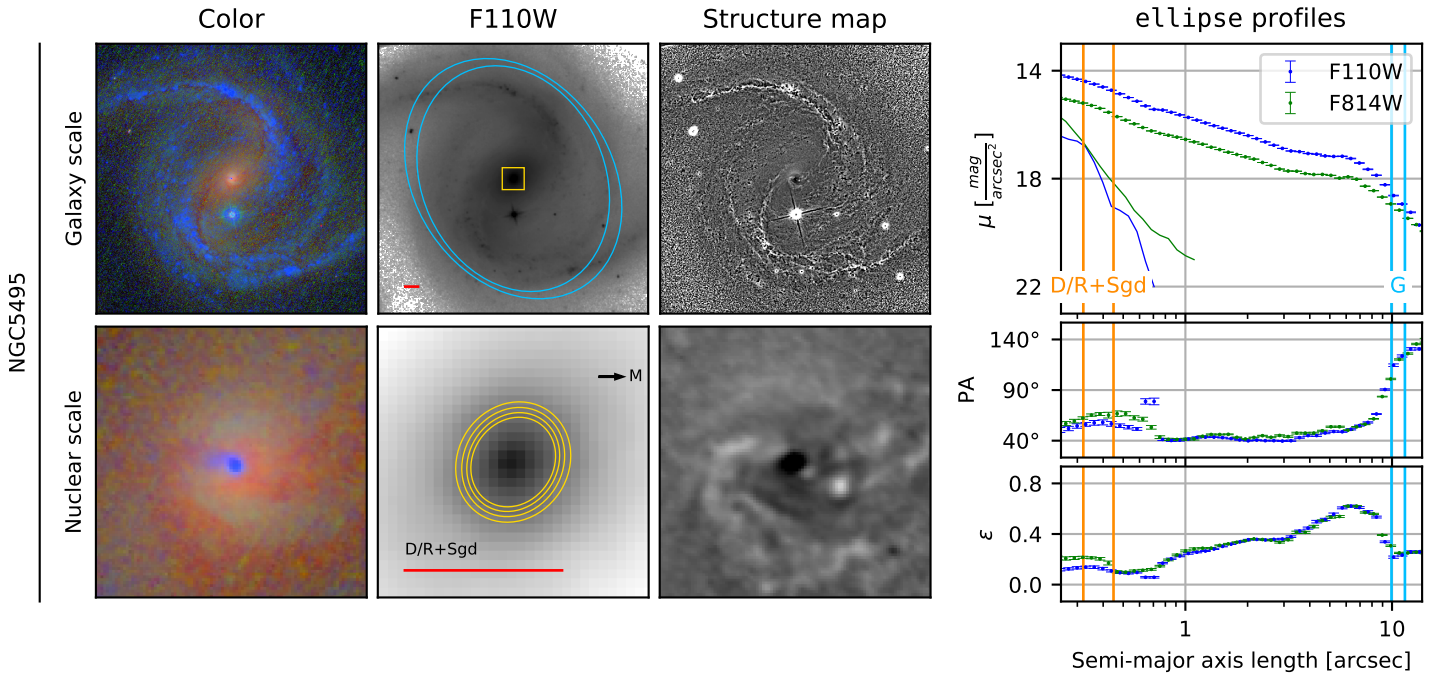 Color
F110W
Structure map
ellipse profiles
NGC5495
Galaxy scale
Nuclear scale
M
D/R+Sgd
F110W
F814W
14
18
22
μ [mag/arcsec²]
D/R+Sgd
G
140°
90°
40°
PA
0.8
0.4
0.0
ε
1
10
Semi-major axis length [arcsec]